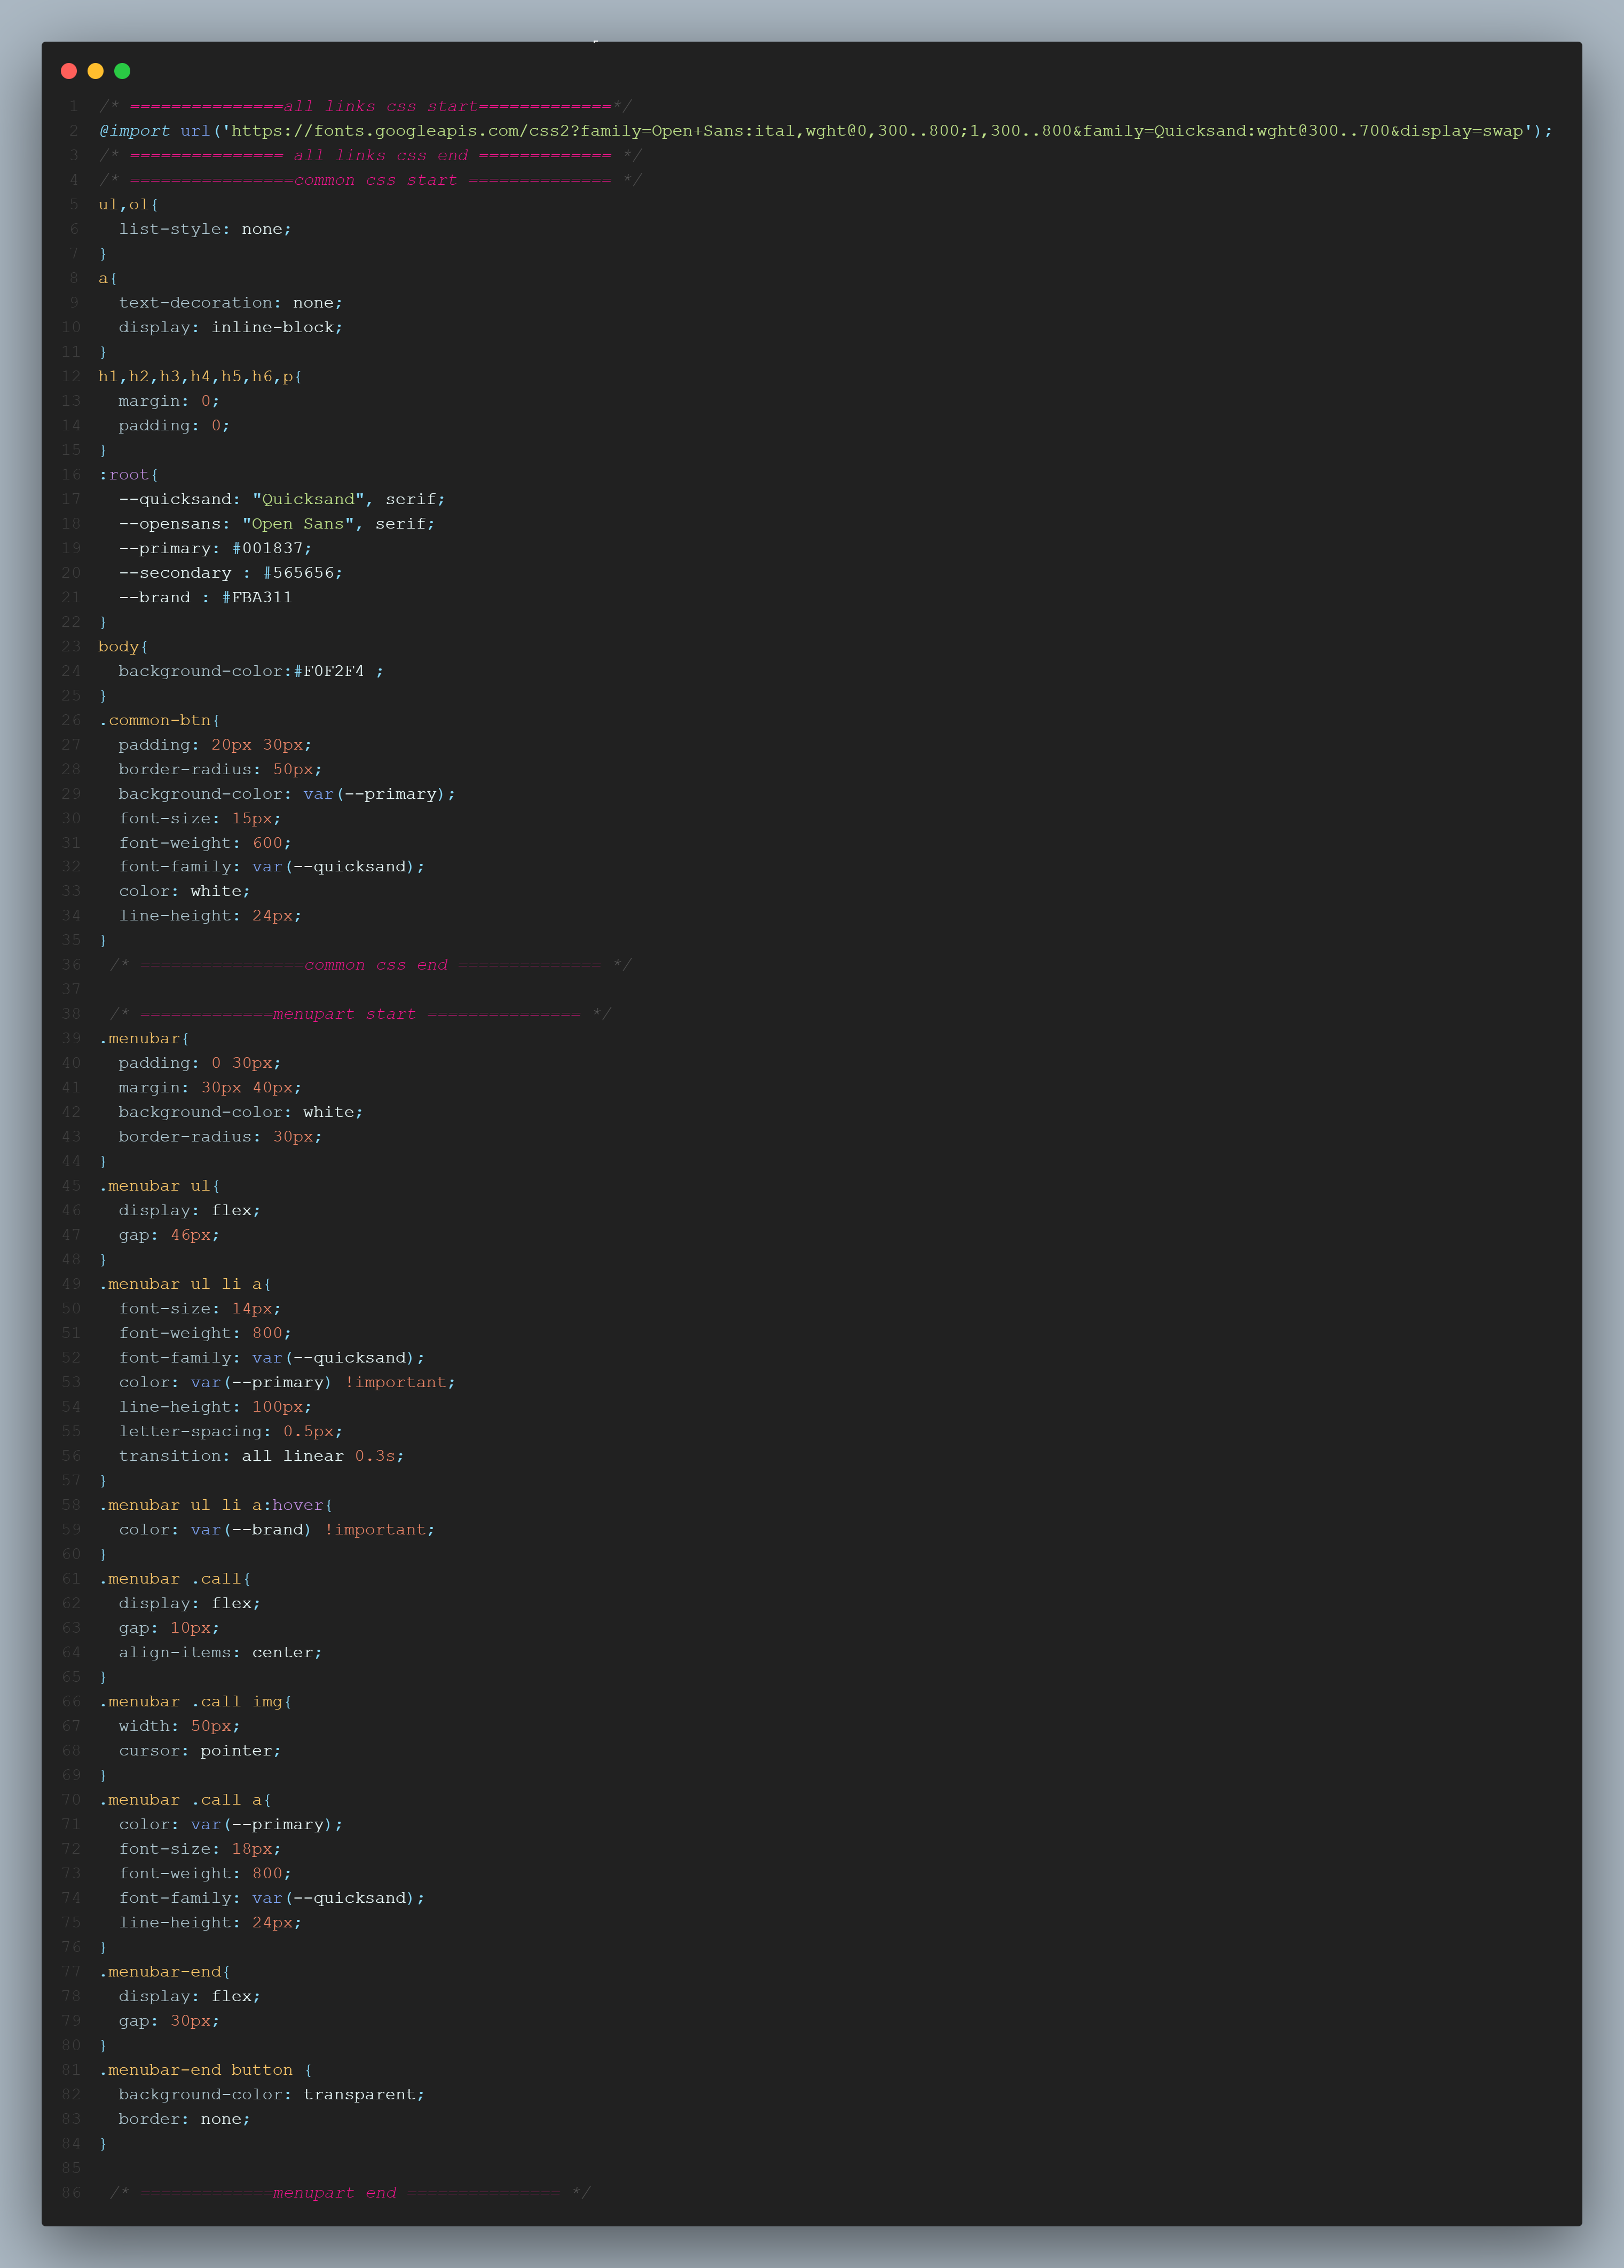 1 /* ===============all links css start=============*/
2 @import url('https://fonts.googleapis.com/css2?family=Open+Sans:ital,wght@0,300..800;1,300..800&family=Quicksand:wght@300..700&display=swap');
3 /* =============== all links css end ============= */
4 /* ================common css start ============== */
5 ul,ol{
6   list-style: none;
7 }
8 a{
9   text-decoration: none;
10   display: inline-block;
11 }
12 h1,h2,h3,h4,h5,h6,p{
13   margin: 0;
14   padding: 0;
15 }
16 :root{
17   --quicksand: "Quicksand", serif;
18   --opensans: "Open Sans", serif;
19   --primary: #001837;
20   --secondary : #565656;
21   --brand : #FBA311
22 }
23 body{
24   background-color:#F0F2F4 ;
25 }
26 .common-btn{
27   padding: 20px 30px;
28   border-radius: 50px;
29   background-color: var(--primary);
30   font-size: 15px;
31   font-weight: 600;
32   font-family: var(--quicksand);
33   color: white;
34   line-height: 24px;
35 }
36  /* ================common css end ============== */
37
38  /* =============menupart start =============== */
39 .menubar{
40   padding: 0 30px;
41   margin: 30px 40px;
42   background-color: white;
43   border-radius: 30px;
44 }
45 .menubar ul{
46   display: flex;
47   gap: 46px;
48 }
49 .menubar ul li a{
50   font-size: 14px;
51   font-weight: 800;
52   font-family: var(--quicksand);
53   color: var(--primary) !important;
54   line-height: 100px;
55   letter-spacing: 0.5px;
56   transition: all linear 0.3s;
57 }
58 .menubar ul li a:hover{
59   color: var(--brand) !important;
60 }
61 .menubar .call{
62   display: flex;
63   gap: 10px;
64   align-items: center;
65 }
66 .menubar .call img{
67   width: 50px;
68   cursor: pointer;
69 }
70 .menubar .call a{
71   color: var(--primary);
72   font-size: 18px;
73   font-weight: 800;
74   font-family: var(--quicksand);
75   line-height: 24px;
76 }
77 .menubar-end{
78   display: flex;
79   gap: 30px;
80 }
81 .menubar-end button {
82   background-color: transparent;
83   border: none;
84 }
85
86  /* =============menupart end =============== */